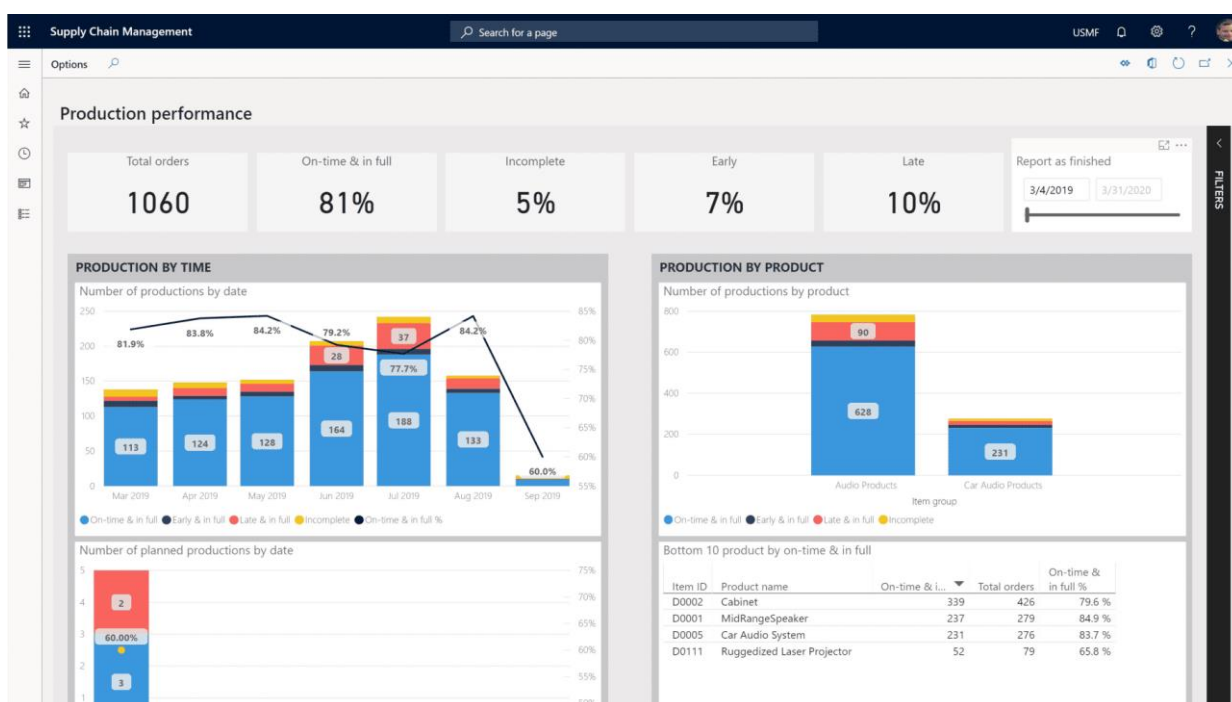 Supply Chain Management
Search for a page
USMF
?
Options
Production performance
Total orders
1060
On-time & in full
81%
Incomplete
5%
Early
7%
Late
10%
Report as finished
3/4/2019 3/31/2020
FILTERS
PRODUCTION BY TIME
Number of productions by date
250
200
150
100
50
0
85%
80%
75%
70%
65%
60%
55%
81.9%
83.8%
84.2%
79.2%
77.7%
84.2%
60.0%
28
37
113
124
128
164
188
133
Mar 2019 Apr 2019 May 2019 Jun 2019 Jul 2019 Aug 2019 Sep 2019
On-time & in full Early & in full Late & in full Incomplete On-time & in full %
Number of planned productions by date
5
4
3
2
1
75%
70%
65%
60%
55%
50%
2
60.00%
3
PRODUCTION BY PRODUCT
Number of productions by product
800
600
400
200
0
90
628
231
Audio Products Car Audio Products
Item group
On-time & in full Early & in full Late & in full Incomplete
Bottom 10 product by on-time & in full
Item ID Product name On-time & i... Total orders On-time & in full %
D0002 Cabinet 339 426 79.6 %
D0001 MidRangeSpeaker 237 279 84.9 %
D0005 Car Audio System 231 276 83.7 %
D0111 Ruggedized Laser Projector 52 79 65.8 %